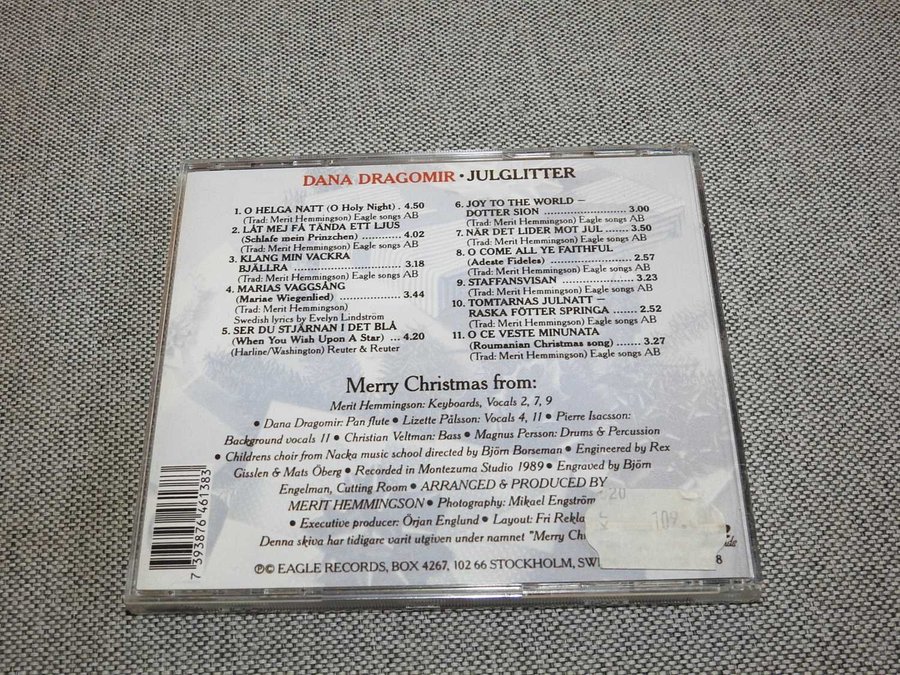 DANA DRAGOMIR • JULGLITTER
1. O HELGA NATT (O Holy Night) . 4.50
(Trad: Merit Hemmingson) Eagle songs AB
2. LÅT MEJ FÅ TÄNDA ETT LJUS
(Schlafe mein Prinzchen) ............ 4.02
(Trad: Merit Hemmingson) Eagle songs AB
3. KLANG MIN VACKRA
BJÄLLRA ........................... 3.18
(Trad: Merit Hemmingson) Eagle songs AB
4. MARIAS VAGGSÅNG
(Mariae Wiegenlied) ................ 3.44
(Trad: Merit Hemmingson)
Swedish lyrics by Evelyn Lindström
5. SER DU STJÄRNAN I DET BLÅ
(When You Wish Upon A Star) ... 4.20
(Harline/Washington) Reuter & Reuter
6. JOY TO THE WORLD –
DOTTER SION ...................... 3.00
(Trad: Merit Hemmingson) Eagle songs AB
7. NÄR DET LIDER MOT JUL ....... 3.50
(Trad: Merit Hemmingson) Eagle songs AB
8. O COME ALL YE FAITHFUL
(Adeste Fideles) ..................... 2.57
(Trad: Merit Hemmingson) Eagle songs AB
9. STAFFANSVISAN .................. 3.23
(Trad: Merit Hemmingson) Eagle songs AB
10. TOMTARNAS JULNATT –
RASKA FÖTTER SPRINGA ...... 2.52
(Trad: Merit Hemmingson) Eagle songs AB
11. O CE VESTE MINUNATA
(Roumanian Christmas song) ...... 3.27
(Trad: Merit Hemmingson) Eagle songs AB
Merry Christmas from:
Merit Hemmingson: Keyboards, Vocals 2, 7, 9
• Dana Dragomir: Pan flute • Lizette Pålsson: Vocals 4, 11 • Pierre Isacsson:
Background vocals 11 • Christian Veltman: Bass • Magnus Persson: Drums & Percussion
• Childrens choir from Nacka music school directed by Björn Borseman • Engineered by Rex
Gisslen & Mats Öberg • Recorded in Montezuma Studio 1989 • Engraved by Björn
Engelman, Cutting Room • ARRANGED & PRODUCED BY
MERIT HEMMINGSON • Photography: Mikael Engström
• Executive producer: Örjan Englund • Layout: Fri Rekla
Denna skiva har tidigare varit utgiven under namnet "Merry Ch
℗© EAGLE RECORDS, BOX 4267, 102 66 STOCKHOLM, SW
8
20
109.
7 393876 461383